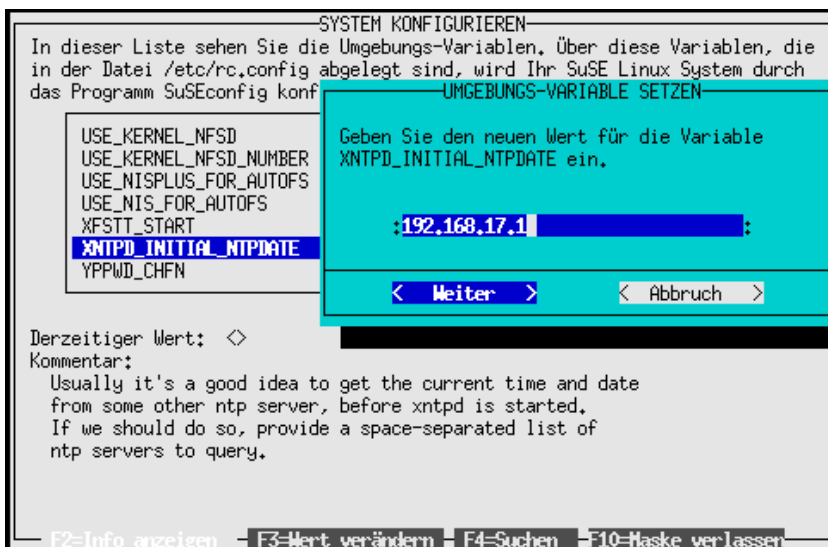 SYSTEM KONFIGURIEREN
In dieser Liste sehen Sie die Umgebungs-Variablen. Über diese Variablen, die
in der Datei /etc/rc.config abgelegt sind, wird Ihr SuSE Linux System durch
das Programm SuSEconfig konf
UMGEBUNGS-VARIABLE SETZEN
Geben Sie den neuen Wert für die Variable
XNTPD_INITIAL_NTPDATE ein.
:192.168.17.1 :
< Weiter > < Abbruch >
USE_KERNEL_NFSD
USE_KERNEL_NFSD_NUMBER
USE_NISPLUS_FOR_AUTOFS
USE_NIS_FOR_AUTOFS
XFSTT_START
XNTPD_INITIAL_NTPDATE
YPPWD_CHFN
Derzeitiger Wert: <>
Kommentar:
Usually it's a good idea to get the current time and date
from some other ntp server, before xntpd is started.
If we should do so, provide a space-separated list of
ntp servers to query.
F2=Info anzeigen F3=Wert verändern F4=Suchen F10=Maske verlassen